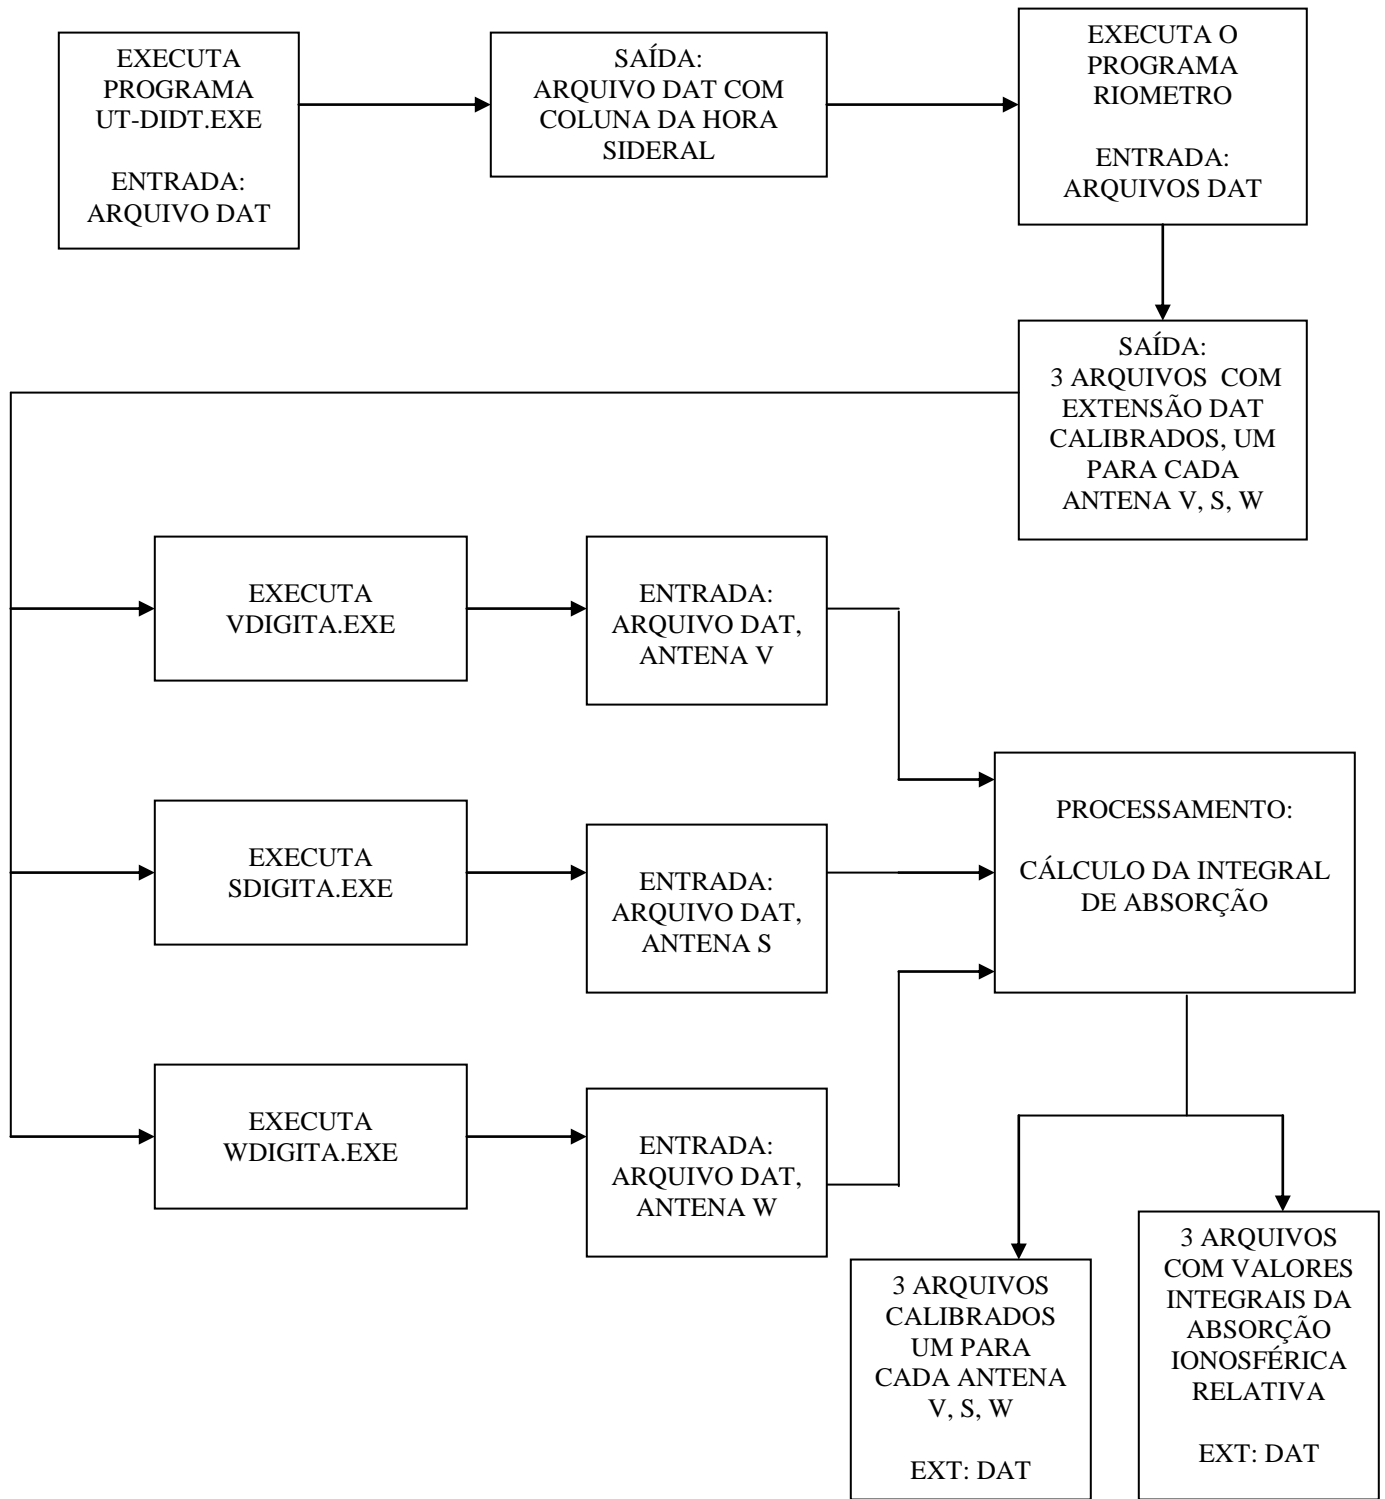 EXECUTA
PROGRAMA
UT-DIDT.EXE
ENTRADA:
ARQUIVO DAT
SAÍDA:
ARQUIVO DAT COM
COLUNA DA HORA
SIDERAL
EXECUTA O
PROGRAMA
RIOMETRO
ENTRADA:
ARQUIVOS DAT
SAÍDA:
3 ARQUIVOS COM
EXTENSÃO DAT
CALIBRADOS, UM
PARA CADA
ANTENA V, S, W
EXECUTA
VDIGITA.EXE
ENTRADA:
ARQUIVO DAT,
ANTENA V
EXECUTA
SDIGITA.EXE
ENTRADA:
ARQUIVO DAT,
ANTENA S
EXECUTA
WDIGITA.EXE
ENTRADA:
ARQUIVO DAT,
ANTENA W
PROCESSAMENTO:
CÁLCULO DA INTEGRAL
DE ABSORÇÃO
3 ARQUIVOS
CALIBRADOS
UM PARA
CADA ANTENA
V, S, W
EXT: DAT
3 ARQUIVOS
COM VALORES
INTEGRAIS DA
ABSORÇÃO
IONOSFÉRICA
RELATIVA
EXT: DAT